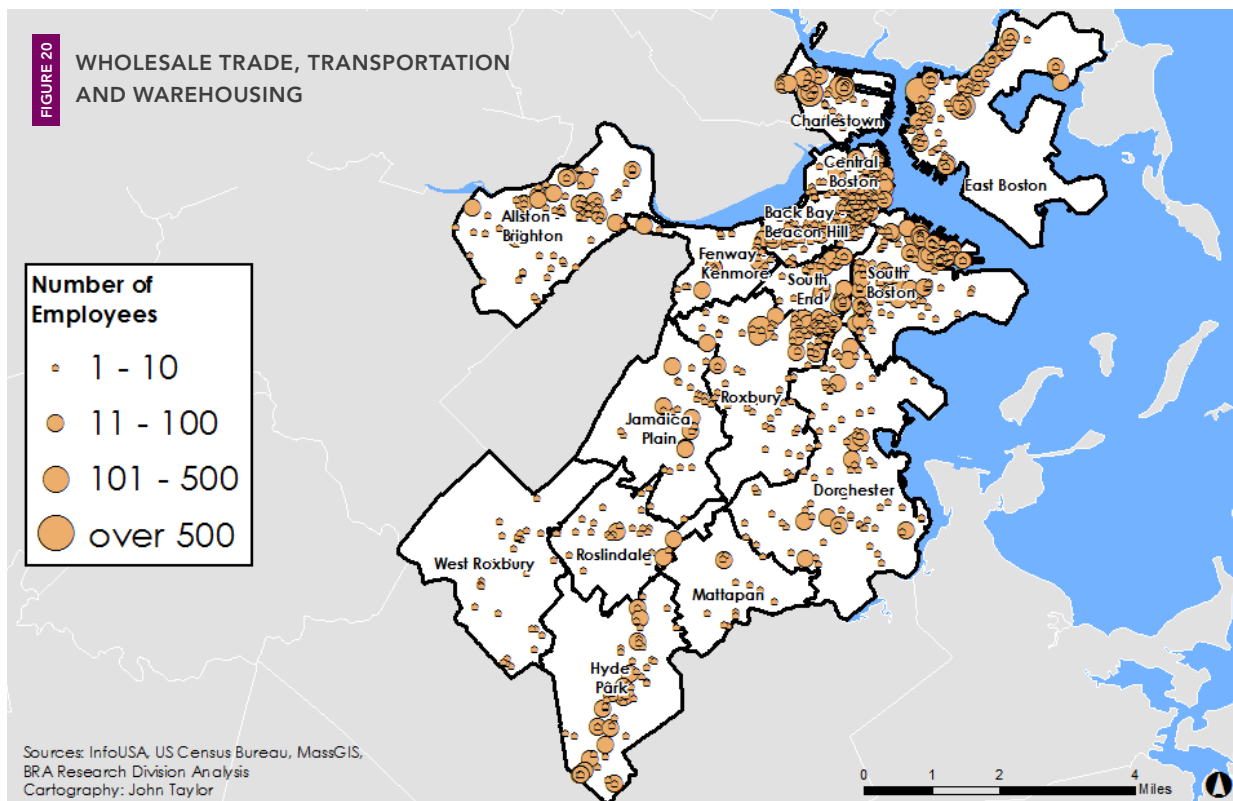 FIGURE 20
WHOLESALE TRADE, TRANSPORTATION
AND WAREHOUSING
Charlestown
Central
Boston
East Boston
Allston
Brighton
Back Bay
Beacon Hill
Fenway
Kenmore
South
End
South
Boston
Number of
Employees
1 - 10
11 - 100
101 - 500
over 500
Roxbury
Jamaica
Plain
Dorchester
West Roxbury
Roslindale
Mattapan
Hyde
Park
Sources: InfoUSA, US Census Bureau, MassGIS,
BRA Research Division Analysis
Cartography: John Taylor
0 1 2 4
Miles